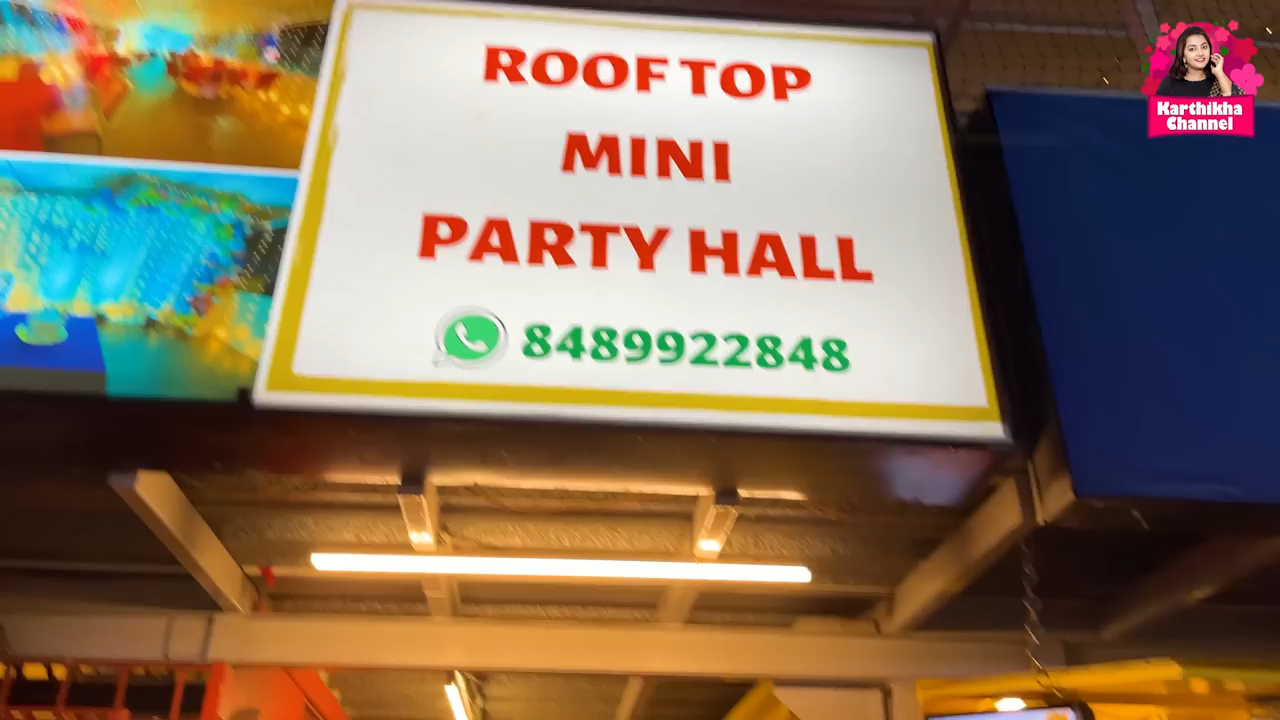 ROOF TOP
MINI
PARTY HALL
8489922848
Karthikha
Channel